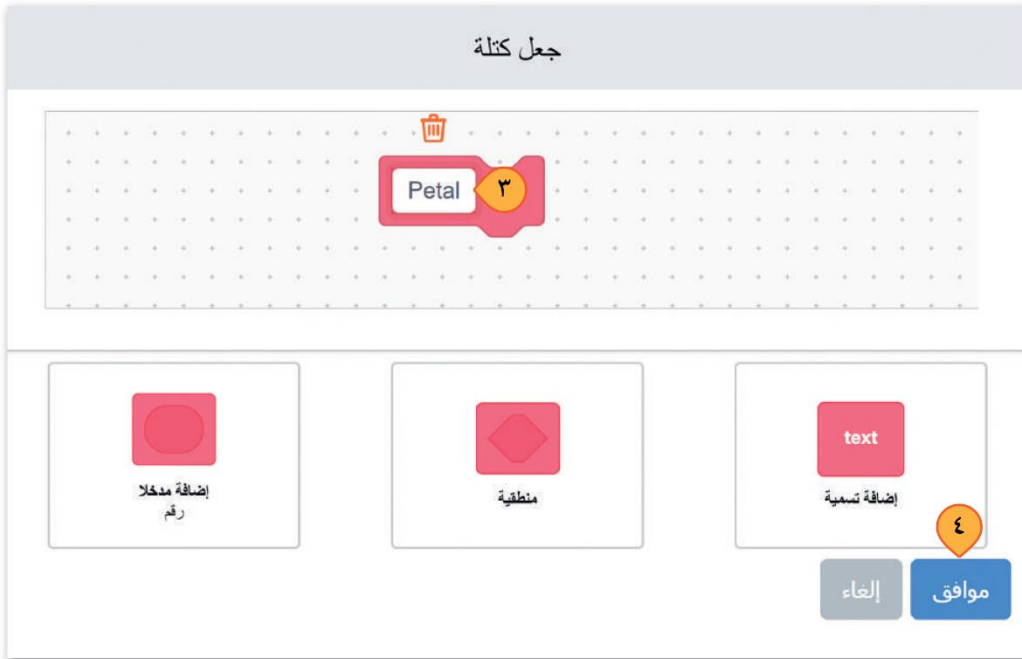 جعل كتلة
Petal
٣
text
إضافة تسمية
منطقية
إضافة مدخلا
رقم
٤
موافق
إلغاء